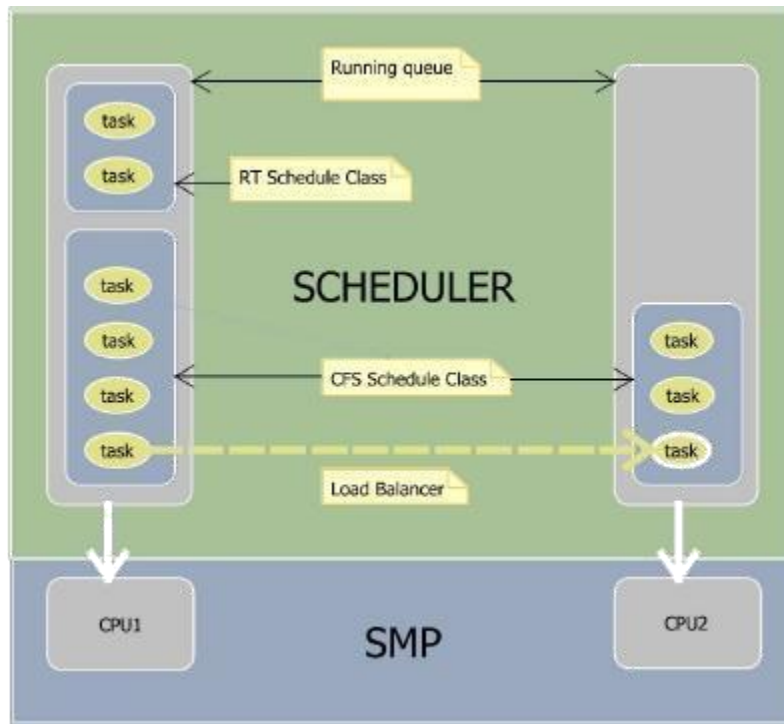 Running queue
task
task
RT Schedule Class
task
SCHEDULER
task
task
CFS Schedule Class
task
task
task
task
Load Balancer
CPU1
SMP
CPU2